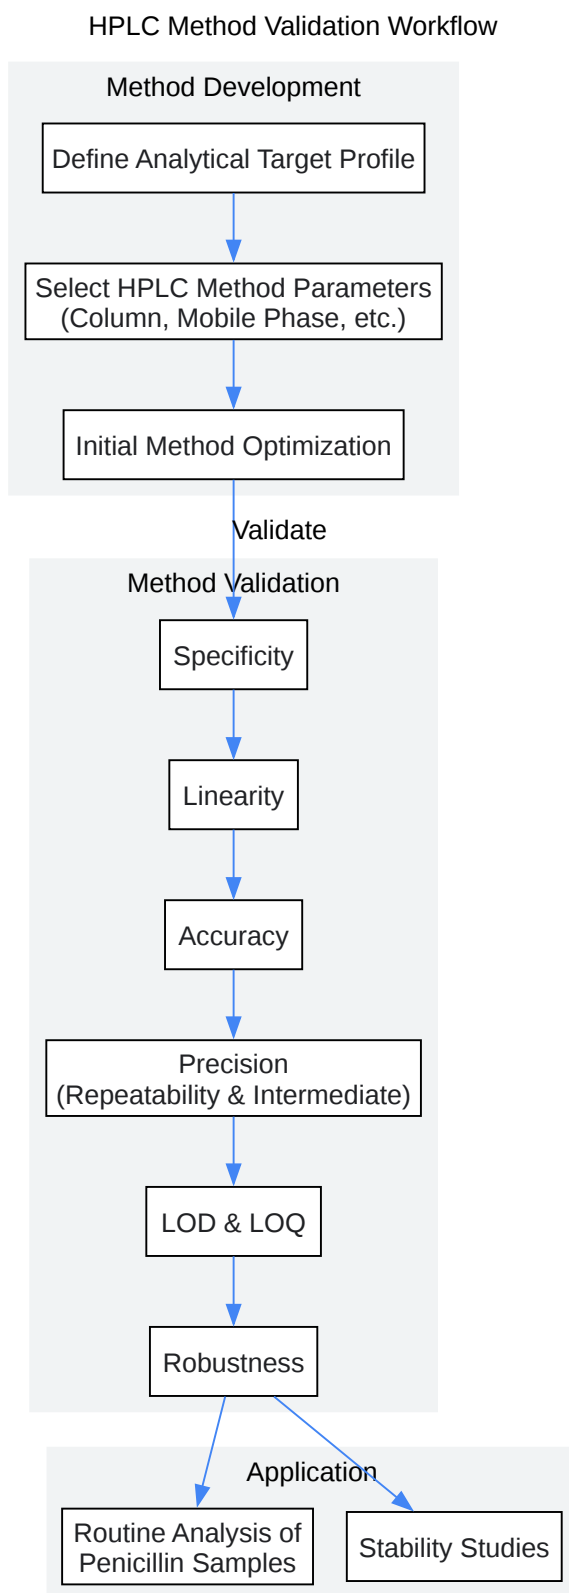 HPLC Method Validation Workflow
Method Development
Define Analytical Target Profile
Select HPLC Method Parameters
(Column, Mobile Phase, etc.)
Initial Method Optimization
Validate
Method Validation
Specificity
Linearity
Accuracy
Precision
(Repeatability & Intermediate)
LOD & LOQ
Robustness
Application
Routine Analysis of
Penicillin Samples
Stability Studies